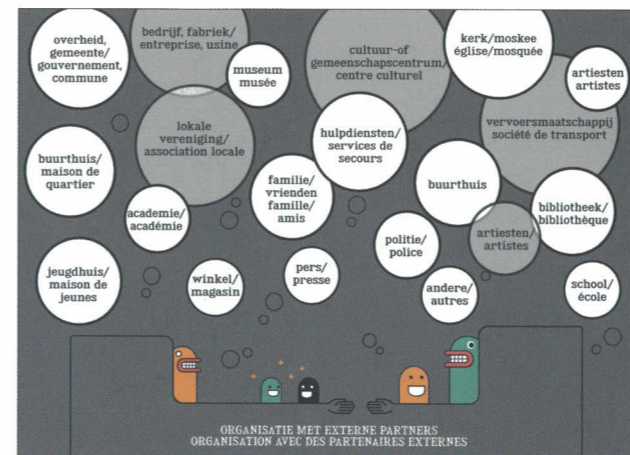 overheid,
gemeente/
gouvernement,
commune
bedrijf, fabriek/
entreprise, usine
museum
musée
cultuur-of
gemeenschapscentrum/
centre culturel
kerk/moskee
église/mosquée
artiesten
artistes
lokale
vereniging/
association locale
hulpdiensten/
services de
secours
vervoersmaatschappij
société de transport
buurthuis/
maison de
quartier
familie/
vrienden
famille/
amis
buurthuis
bibliotheek/
bibliothèque
academie/
académie
politie/
police
artiesten/
artistes
jeugdhuis/
maison de
jeunes
winkel/
magasin
pers/
presse
andere/
autres
school/
école
ORGANISATIE MET EXTERNE PARTNERS
ORGANISATION AVEC DES PARTENAIRES EXTERNES